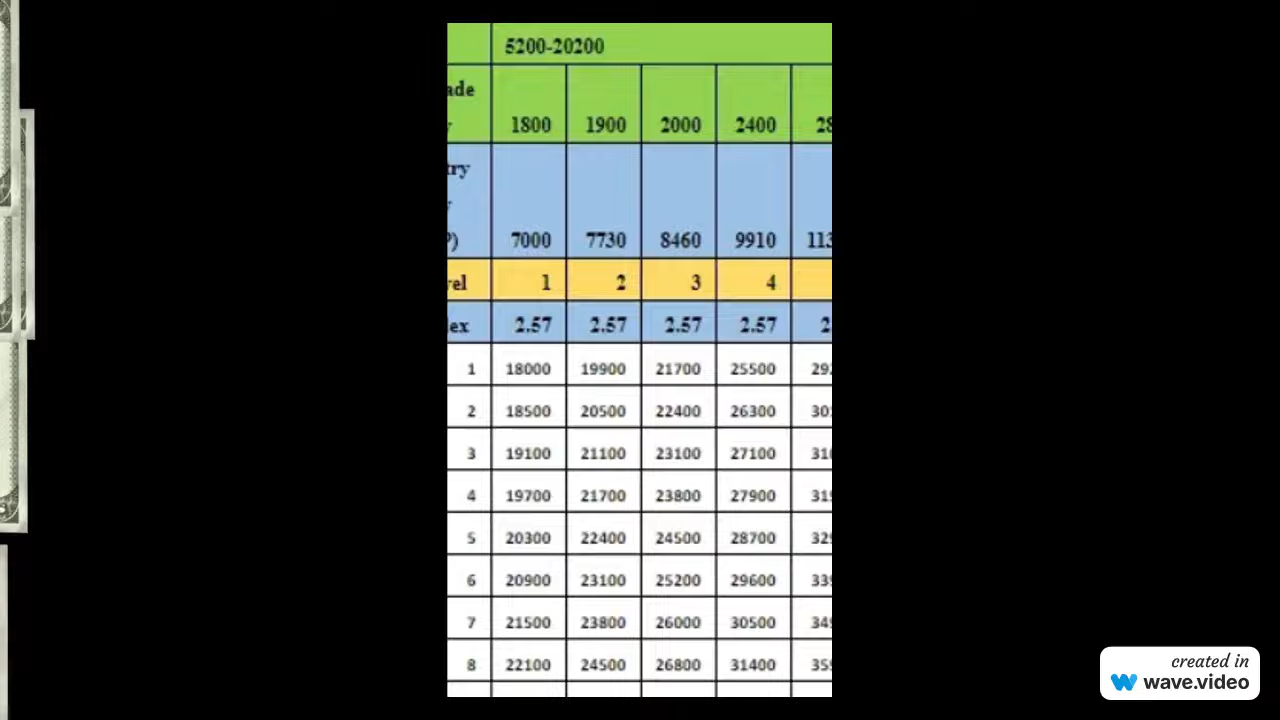 5200-20200
ade
1800 1900 2000 2400 28
try
P)
7000 7730 8460 9910 113
vel 1 2 3 4
ex 2.57 2.57 2.57 2.57 2
1 18000 19900 21700 25500 29
2 18500 20500 22400 26300 30
3 19100 21100 23100 27100 31
4 19700 21700 23800 27900 31
5 20300 22400 24500 28700 32
6 20900 23100 25200 29600 33
7 21500 23800 26000 30500 34
8 22100 24500 26800 31400 35
created in
wave.video